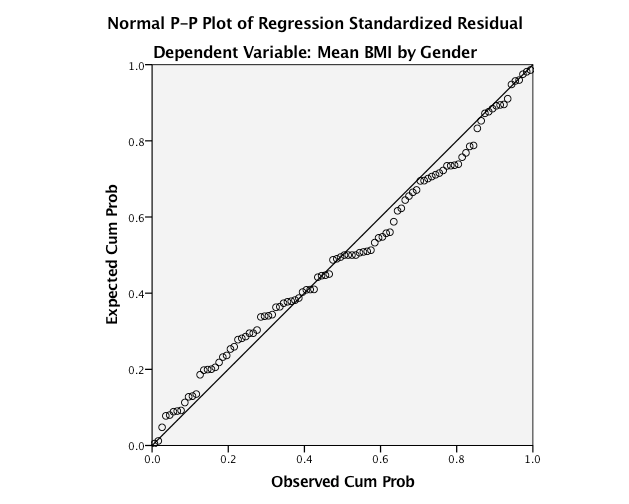 Normal P-P Plot of Regression Standardized Residual
Dependent Variable: Mean BMI by Gender
1.0
0.8
0.6
0.4
0.2
0.0
Expected Cum Prob
0.0 0.2 0.4 0.6 0.8 1.0
Observed Cum Prob